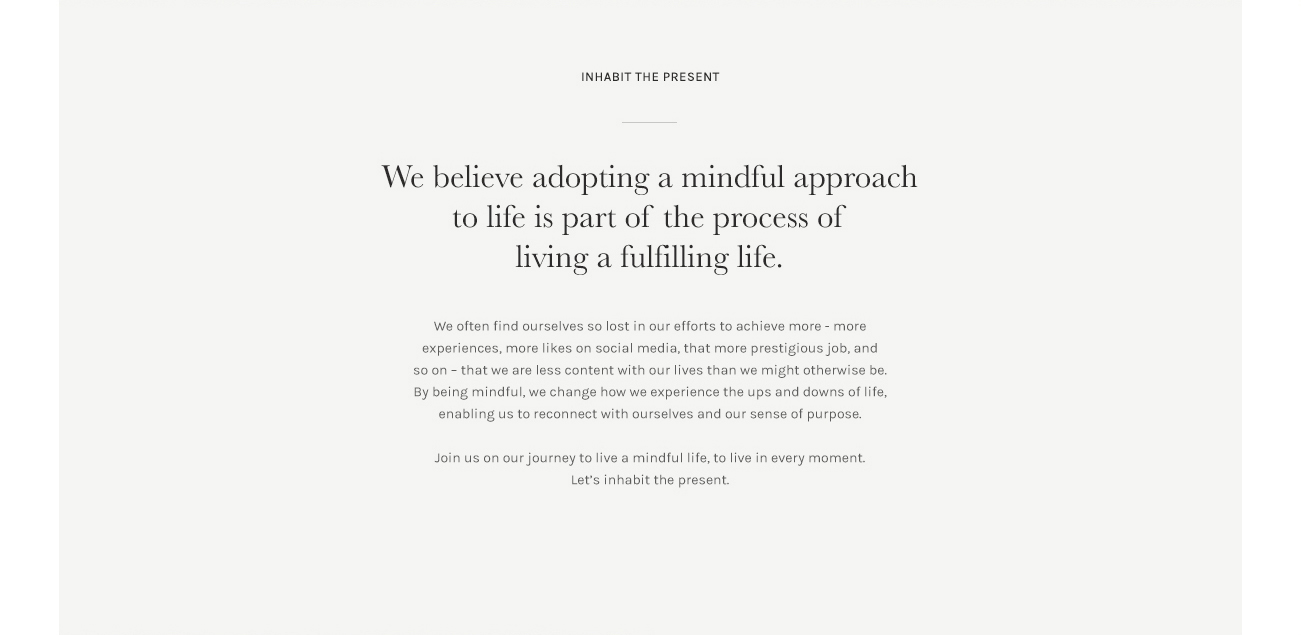 INHABIT THE PRESENT
We believe adopting a mindful approach
to life is part of the process of
living a fulfilling life.
We often find ourselves so lost in our efforts to achieve more - more
experiences, more likes on social media, that more prestigious job, and
so on – that we are less content with our lives than we might otherwise be.
By being mindful, we change how we experience the ups and downs of life,
enabling us to reconnect with ourselves and our sense of purpose.
Join us on our journey to live a mindful life, to live in every moment.
Let's inhabit the present.